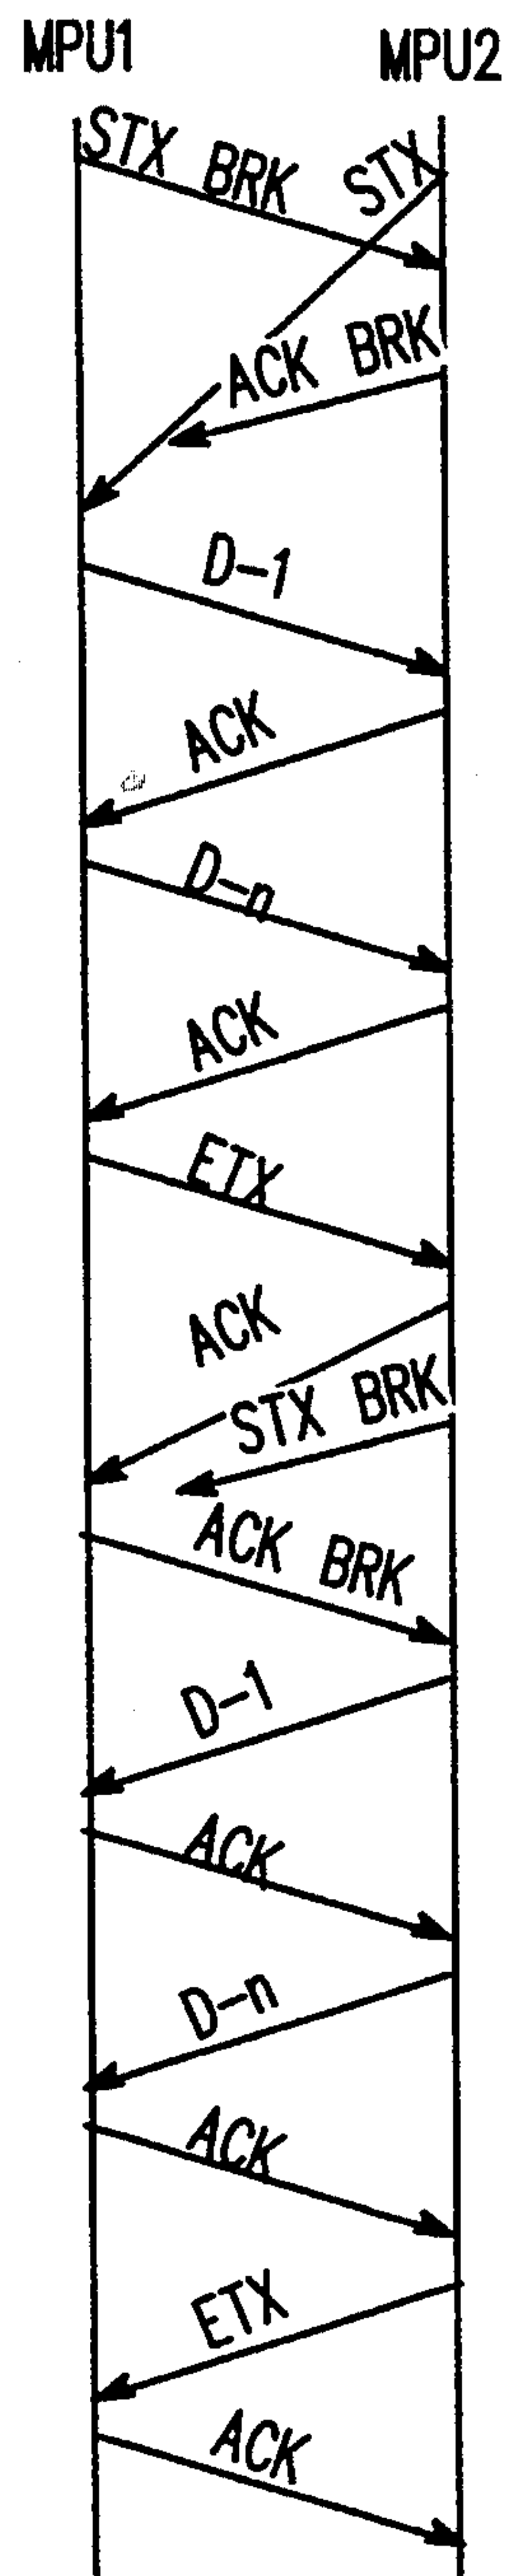 MPU1 MPU2
STX BRK STX
ACK BRK
D-1
ACK
D-n
ACK
ETX
ACK
STX BRK
ACK BRK
D-1
ACK
D-n
ACK
ETX
ACK